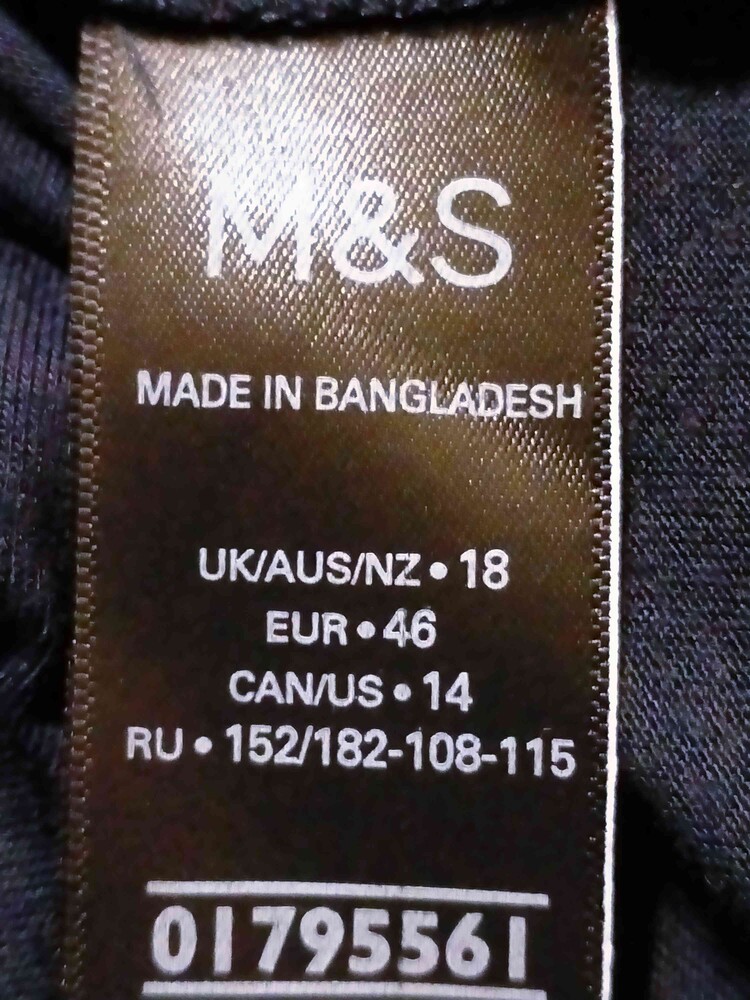 M&S
MADE IN BANGLADESH
UK/AUS/NZ • 18
EUR • 46
CAN/US • 14
RU • 152/182-108-115
01795561